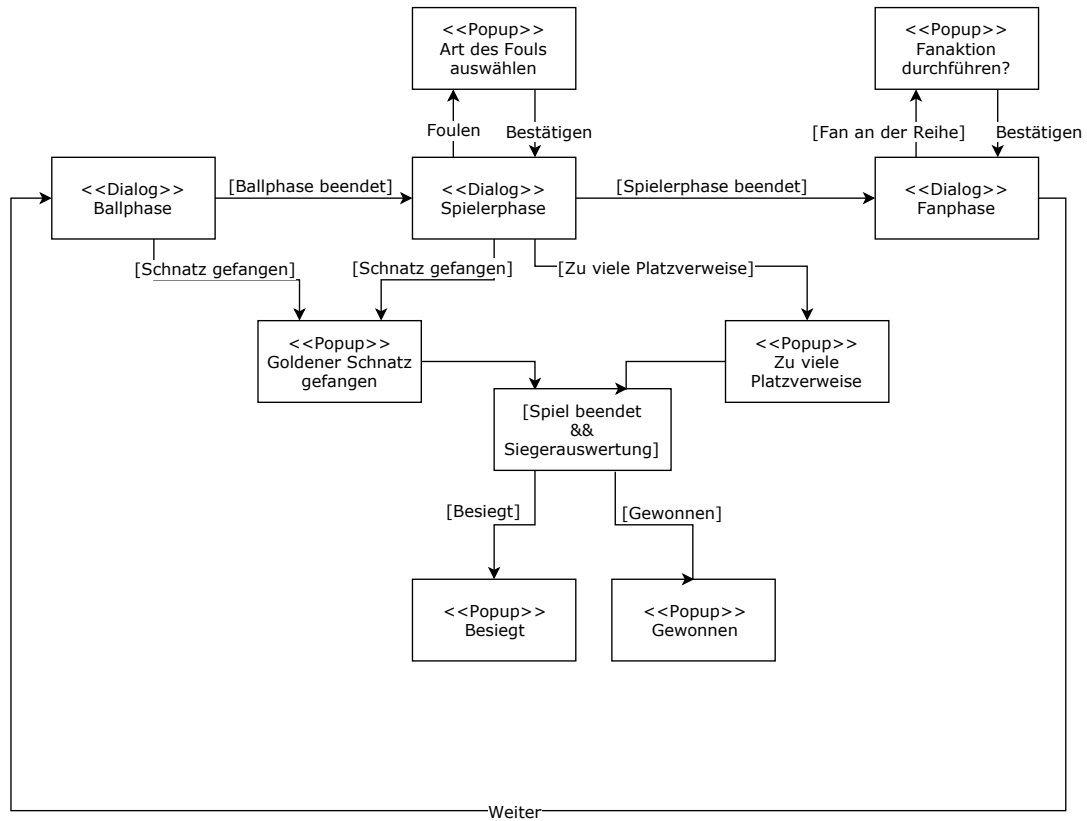 <<Popup>>
Art des Fouls
auswählen
<<Popup>>
Fanaktion
durchführen?
Foulen
Bestätigen
[Fan an der Reihe]
Bestätigen
<<Dialog>>
Ballphase
[Ballphase beendet]
<<Dialog>>
Spielerphase
[Spielerphase beendet]
<<Dialog>>
Fanphase
[Schnatz gefangen]
[Schnatz gefangen]
[Zu viele Platzverweise]
<<Popup>>
Goldener Schnatz
gefangen
<<Popup>>
Zu viele
Platzverweise
[Spiel beendet
&&
Siegerauswertung]
[Besiegt]
[Gewonnen]
<<Popup>>
Besiegt
<<Popup>>
Gewonnen
Weiter